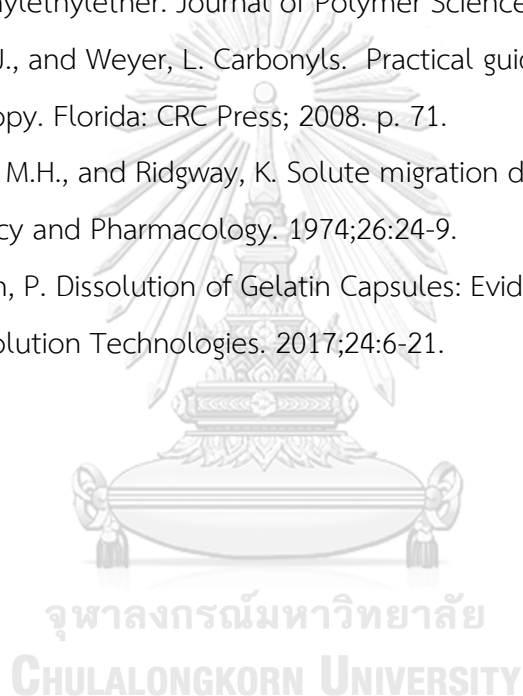 ylethylether. Journal of Polymer Science
J., and Weyer, L. Carbonyls. Practical guid
opy. Florida: CRC Press; 2008. p. 71.
M.H., and Ridgway, K. Solute migration d
cy and Pharmacology. 1974;26:24-9.
n, P. Dissolution of Gelatin Capsules: Evid
olution Technologies. 2017;24:6-21.
จุฬาลงกรณ์มหาวิทยาลัย
CHULALONGKORN UNIVERSITY